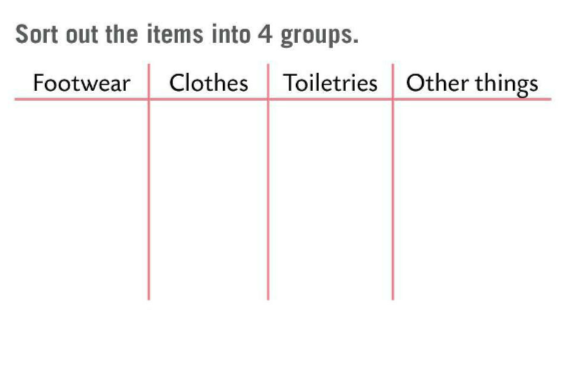 Sort out the items into 4 groups.
Footwear Clothes Toiletries Other things